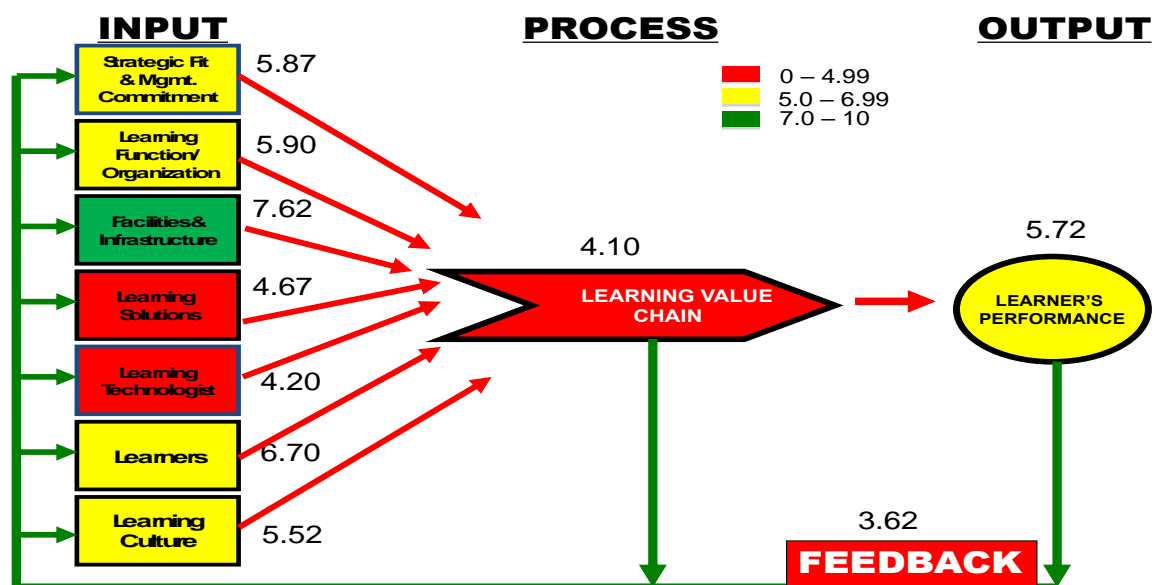 INPUT
PROCESS
OUTPUT
Strategic Fit
& Mgmt.
Commitment
5.87
0 – 4.99
5.0 – 6.99
7.0 – 10
Learning
Function/
Organization
5.90
Facilities &
Infrastructure
7.62
Learning
Solutions
4.67
Learning
Technologist
4.20
Learners
6.70
Learning
Culture
5.52
4.10
LEARNING VALUE
CHAIN
5.72
LEARNER'S
PERFORMANCE
3.62
FEEDBACK